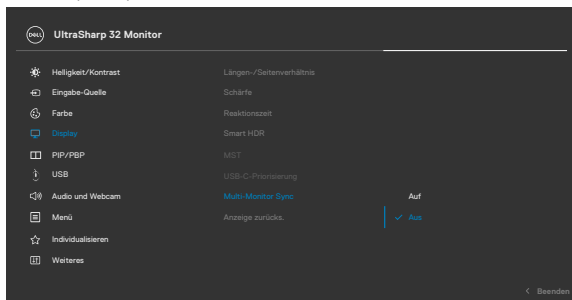 DELL
UltraSharp 32 Monitor
Helligkeit/Kontrast
Eingabe-Quelle
Farbe
Display
PIP/PBP
USB
Audio und Webcam
Menü
Individualisieren
Weiteres
Längen-/Seitenverhältnis
Schärfe
Reaktionszeit
Smart HDR
MST
USB-C-Priorisierung
Multi-Monitor Sync
Anzeige zurücks.
Auf
Aus
Beenden